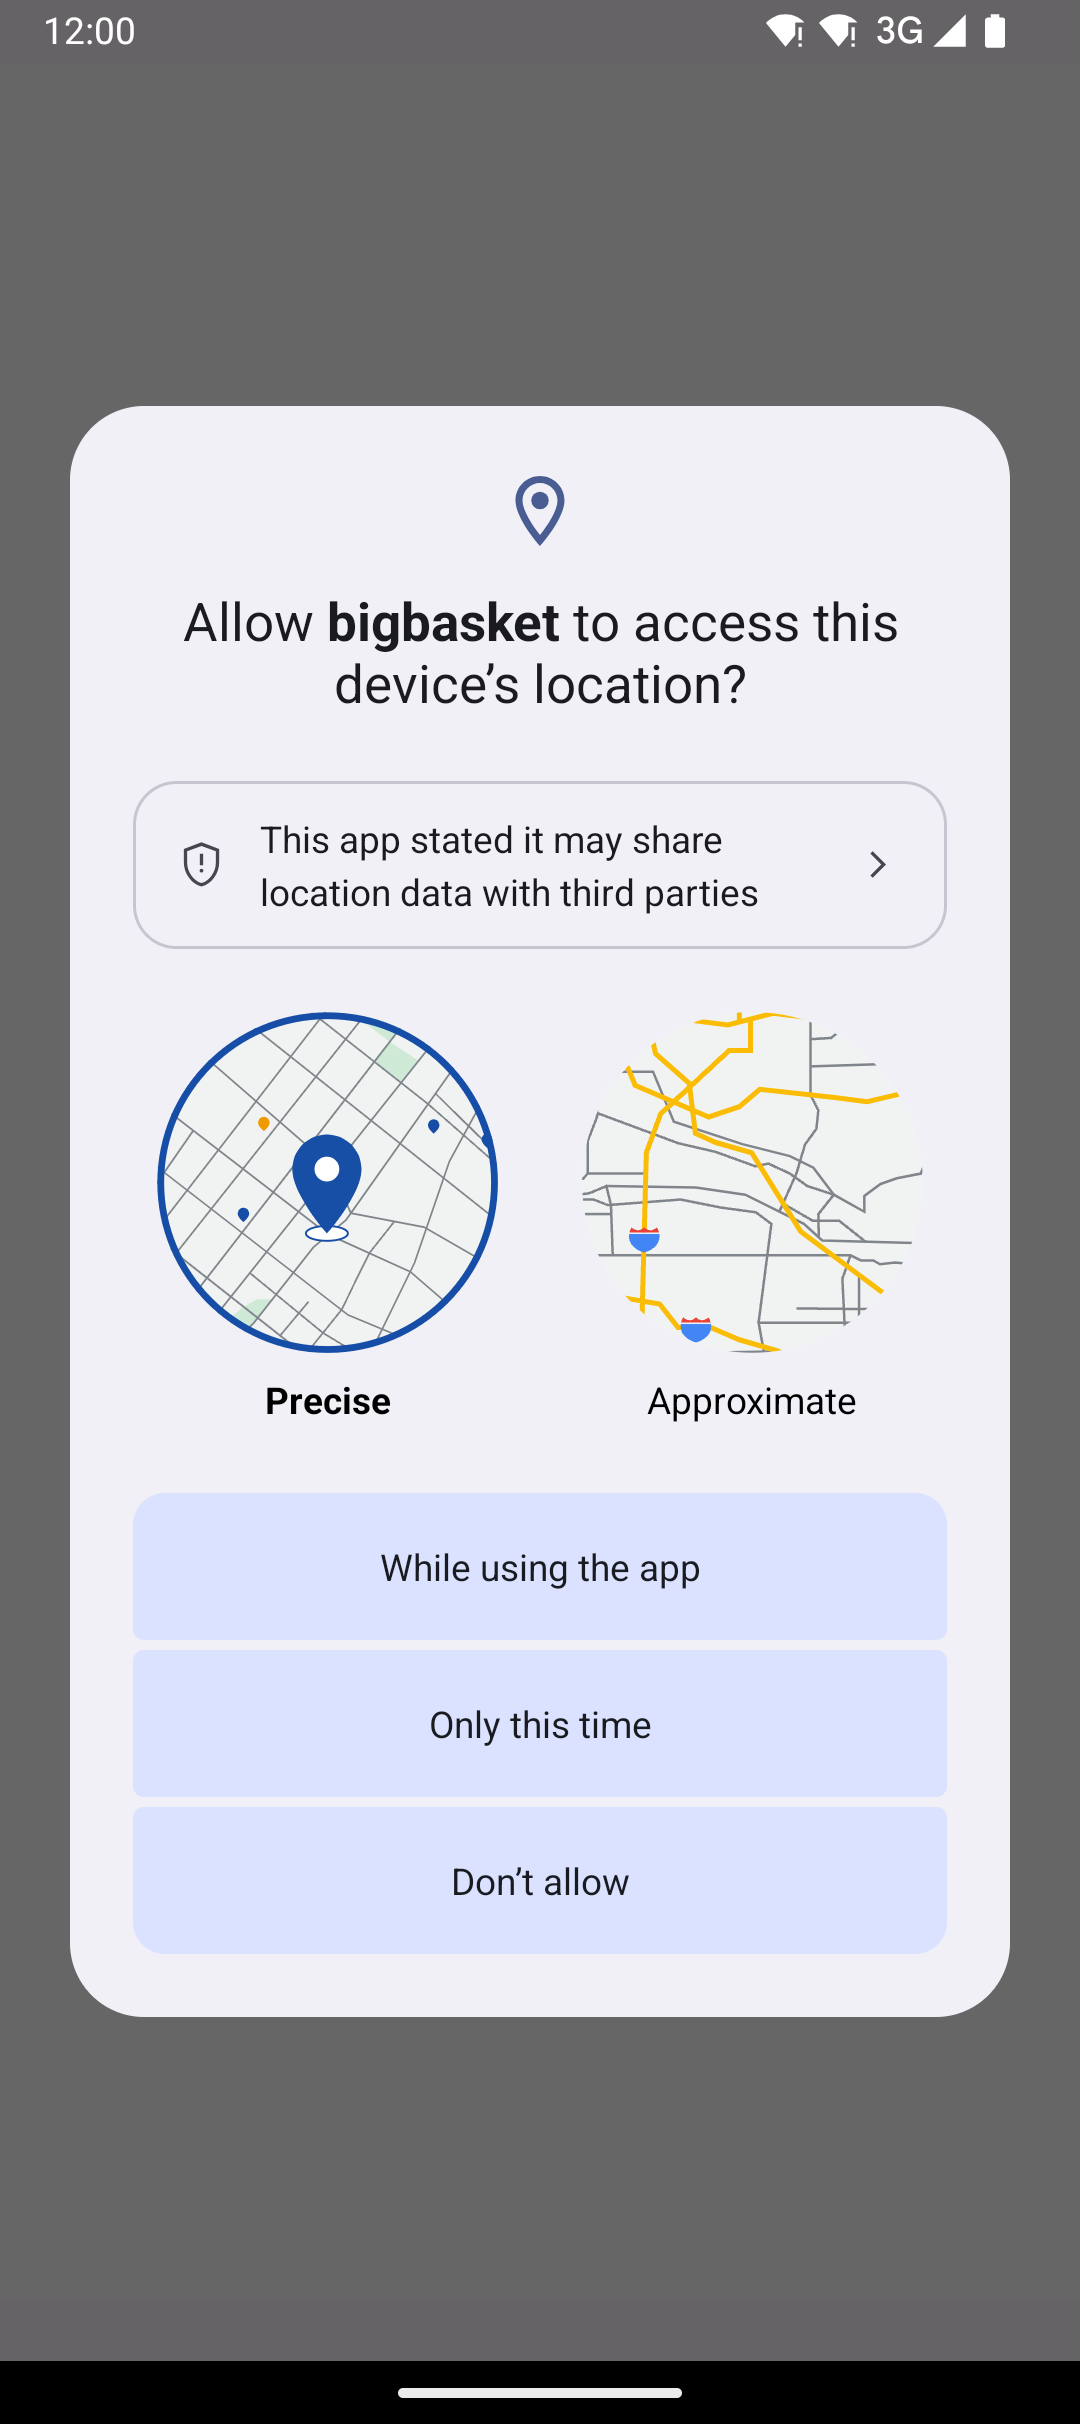 12:00
3G
Allow bigbasket to access this
device’s location?
This app stated it may share
location data with third parties
Precise
Approximate
While using the app
Only this time
Don’t allow